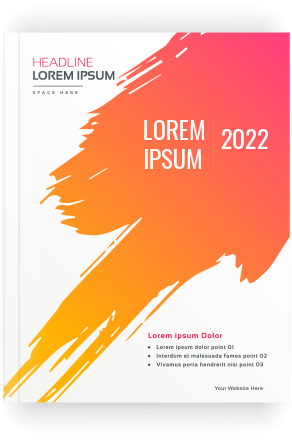 HEADLINE
LOREM IPSUM
SPACE HERE
LOREM
IPSUM
2022
Lorem ipsum Dolor
• Lorem ipsum dolor point 01
• Interdum et malesuada fames point 02
• Vivamus porta hendrerit point 03
Your Website Here